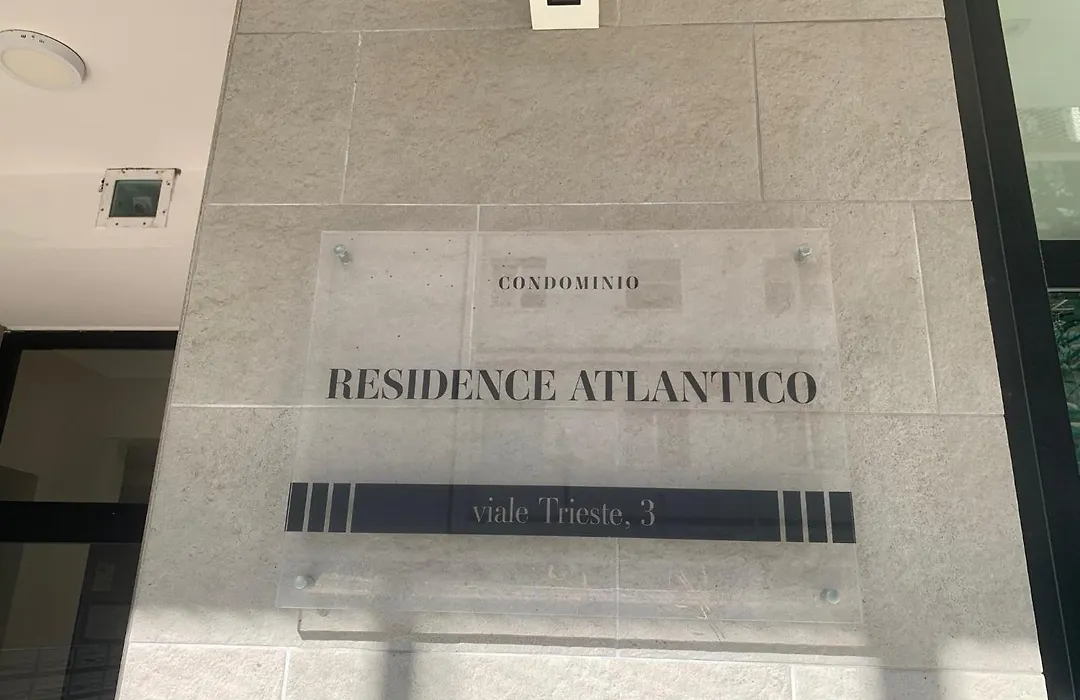 CONDOMINIO
RESIDENCE ATLANTICO
viale Trieste, 3